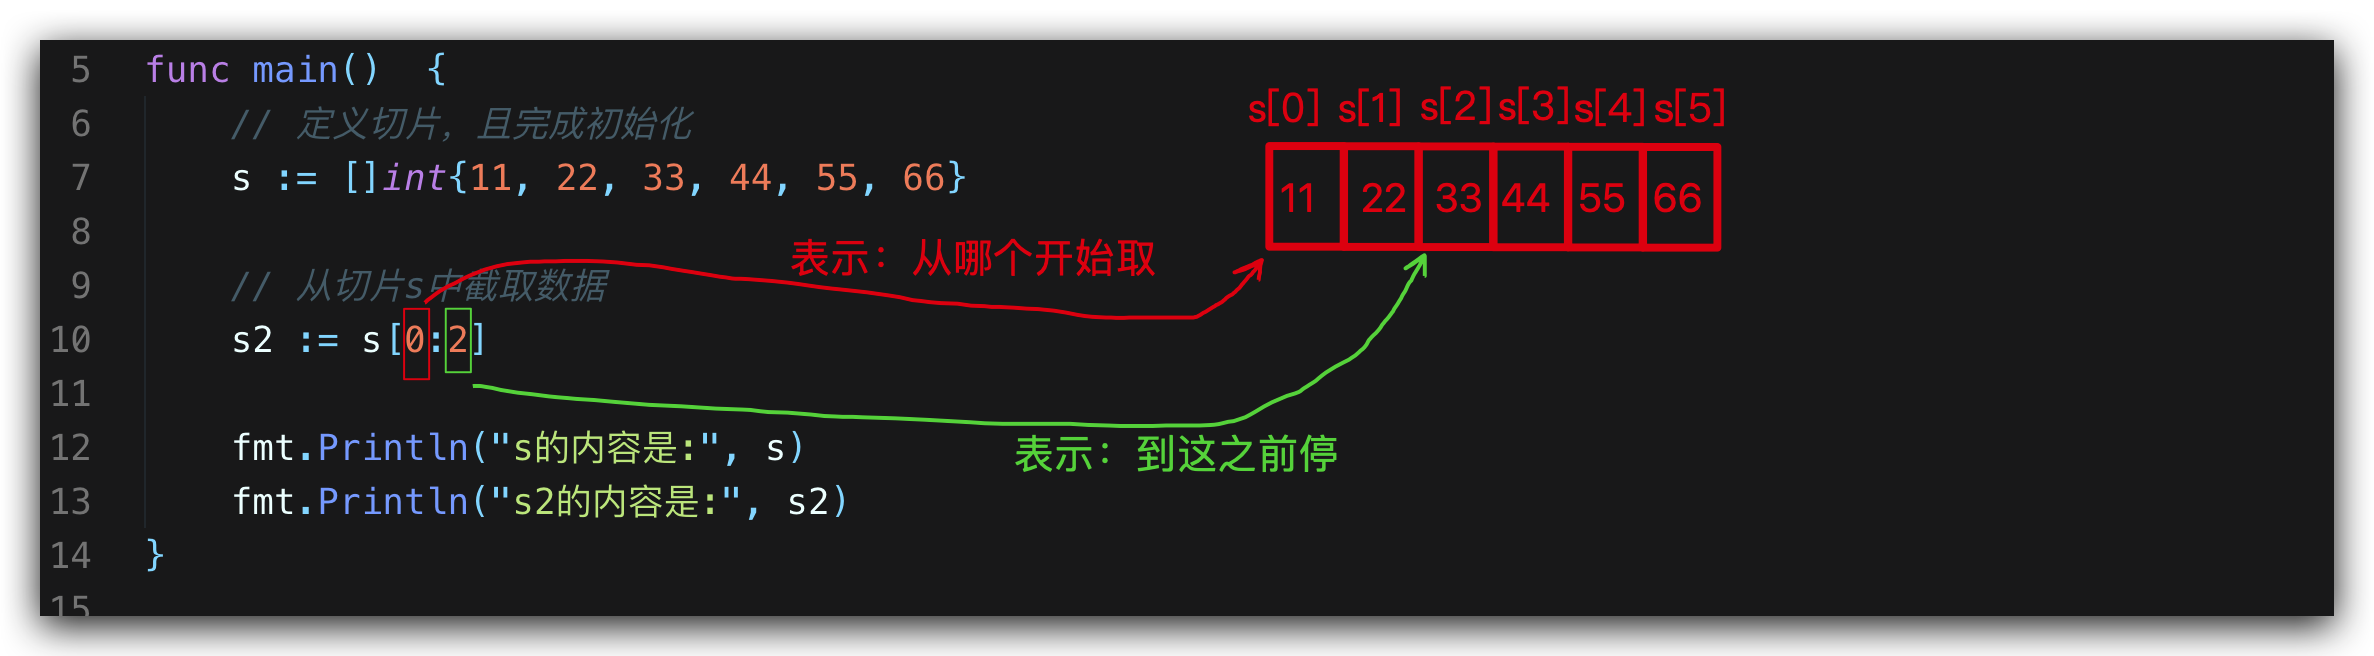 5 func main()  {
s[0] s[1] s[2] s[3] s[4] s[5]
6 // 定义切片，且完成初始化
7 s := []int{11, 22, 33, 44, 55, 66}
11 22 33 44 55 66
8
表示：从哪个开始取
9 // 从切片s中截取数据
10 s2 := s[0:2]
11
12 fmt.Println("s的内容是:", s)
表示：到这之前停
13 fmt.Println("s2的内容是:", s2)
14 }
15